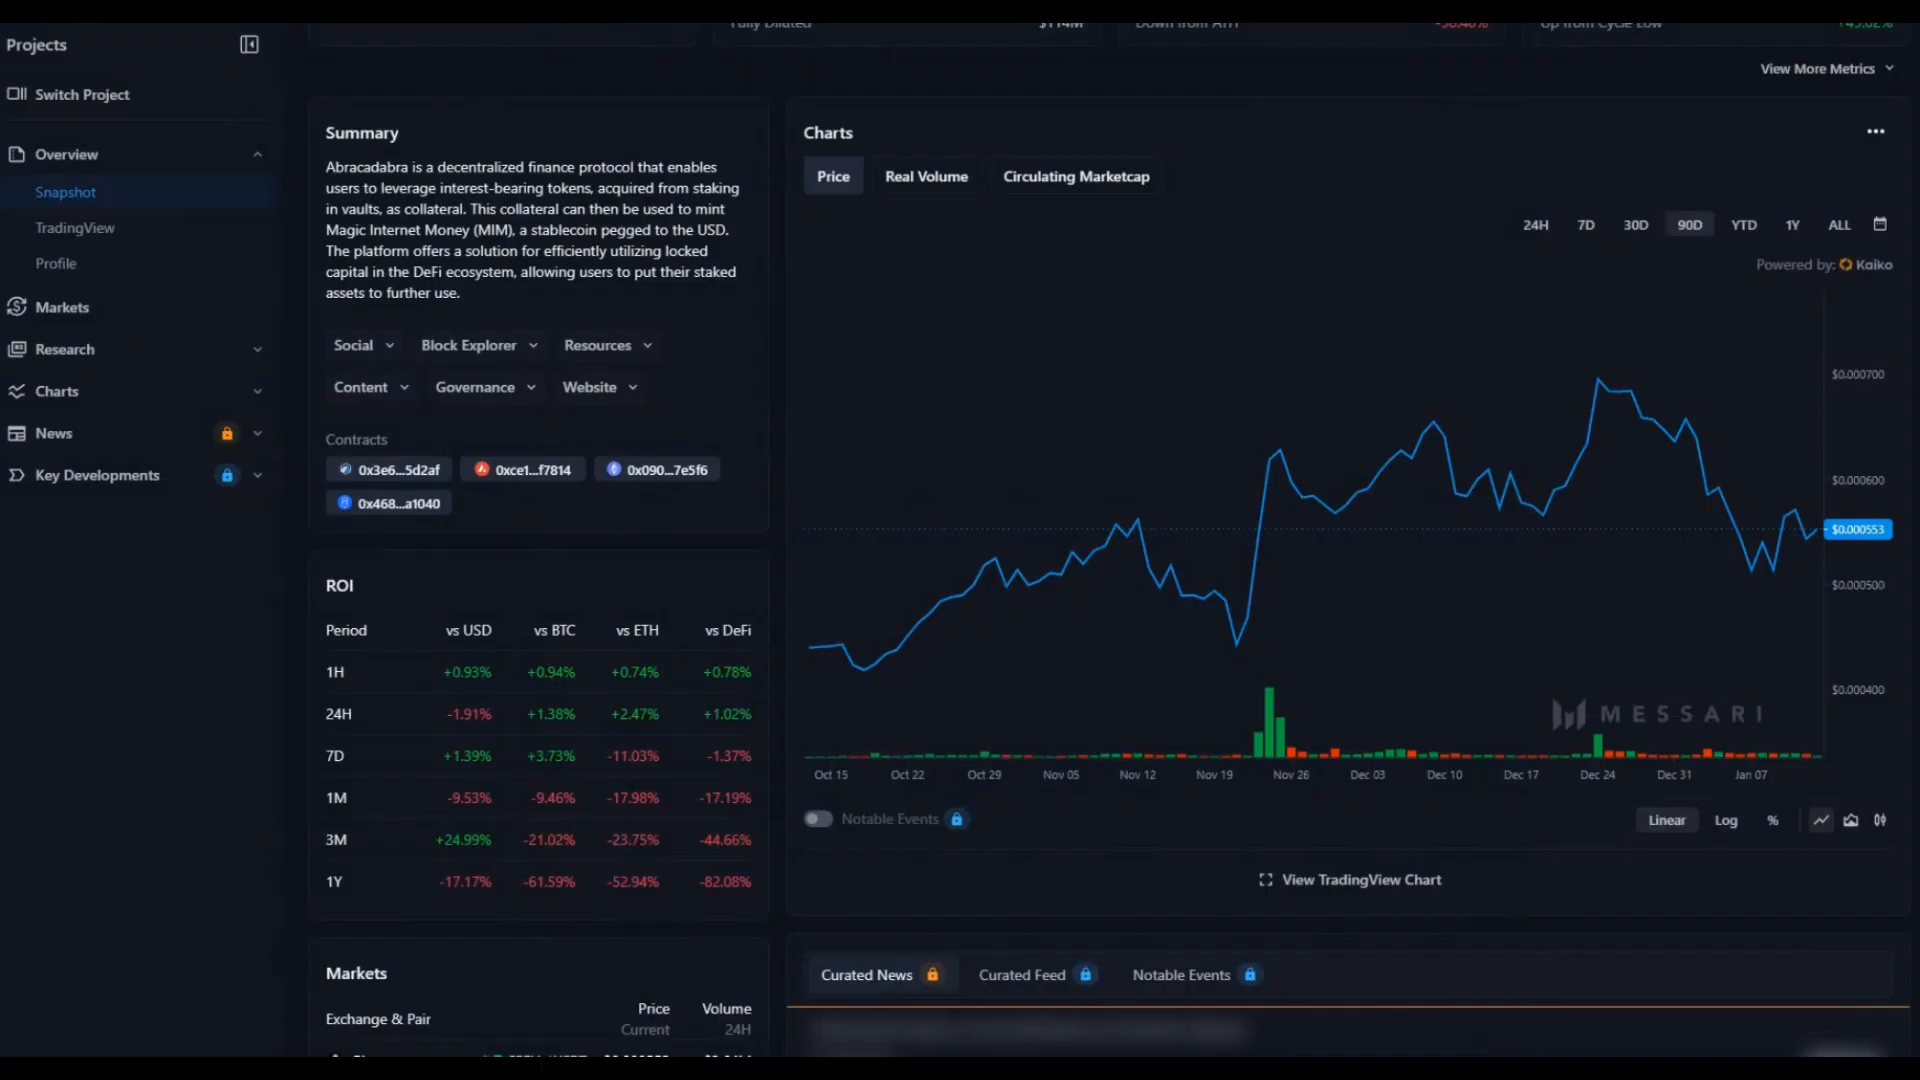 Projects
Fully Diluted $114M Down from ATH Up from Cycle Low
View More Metrics
Switch Project
Overview
Snapshot
TradingView
Profile
Markets
Research
Charts
News
Key Developments
Summary
Abracadabra is a decentralized finance protocol that enables
users to leverage interest-bearing tokens, acquired from staking
in vaults, as collateral. This collateral can then be used to mint
Magic Internet Money (MIM), a stablecoin pegged to the USD.
The platform offers a solution for efficiently utilizing locked
capital in the DeFi ecosystem, allowing users to put their staked
assets to further use.
Social Block Explorer Resources
Content Governance Website
Contracts
0x3e6...5d2af 0xce1...f7814 0x090...7e5f6
0x468...a1040
ROI
Period vs USD vs BTC vs ETH vs DeFi
1H +0.93% +0.94% +0.74% +0.78%
24H -1.91% +1.38% +2.47% +1.02%
7D +1.39% +3.73% -11.03% -1.37%
1M -9.53% -9.46% -17.98% -17.19%
3M +24.99% -21.02% -23.75% -44.66%
1Y -17.17% -61.59% -52.94% -82.08%
Markets
Exchange & Pair Price Volume
Current 24H
Charts
Price Real Volume Circulating Marketcap
24H 7D 30D 90D YTD 1Y ALL
Powered by: Kaiko
$0.000700
$0.000600
$0.000553
$0.000500
$0.000400
MESSARI
Oct 15 Oct 22 Oct 29 Nov 05 Nov 12 Nov 19 Nov 26 Dec 03 Dec 10 Dec 17 Dec 24 Dec 31 Jan 07
Notable Events
Linear Log %
View TradingView Chart
Curated News Curated Feed Notable Events